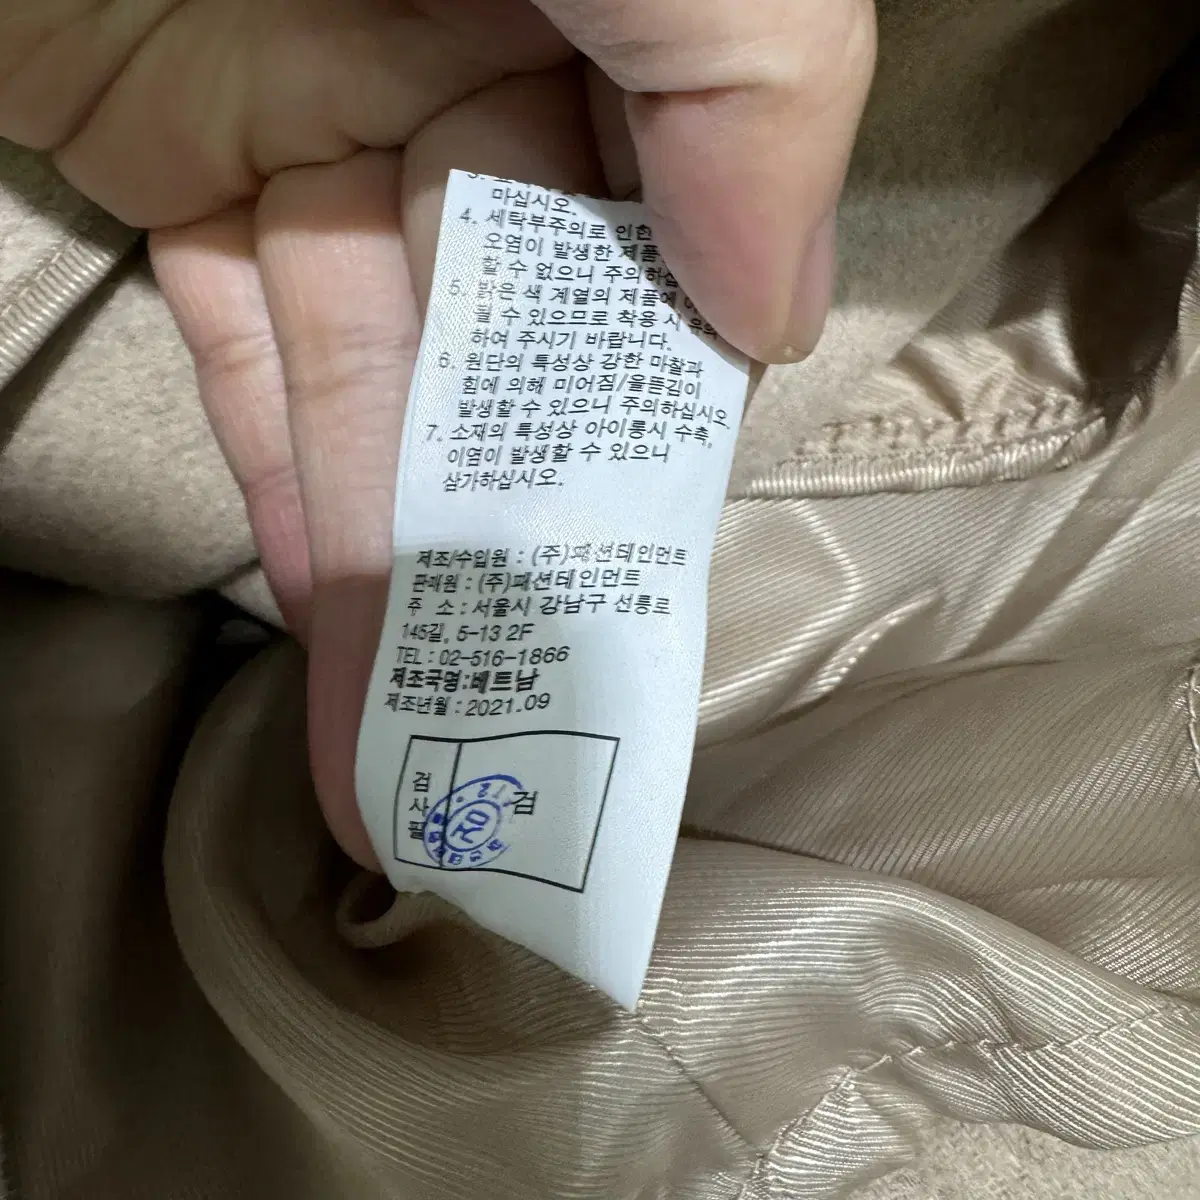 마십시오.
4. 세탁부주의로 인한
오염이 발생한 제품
할 수 없으니 주의하십
5. 밝은 색 계열의 제품에
될 수 있으므로 착용 시 유의
하여 주시기 바랍니다.
6. 원단의 특성상 강한 마찰과
힘에 의해 미어짐/올뜯김이
발생할 수 있으니 주의하십시오.
7. 소재의 특성상 아이롱시 수축,
이염이 발생할 수 있으니
삼가하십시오.
제조/수입원 : (주)패션테인먼트
판매원 : (주)패션테인먼트
주 소 : 서울시 강남구 선릉로
145길, 5-13 2F
TEL : 02-516-1866
제조국명:베트남
제조년월 : 2021.09
검사필
검